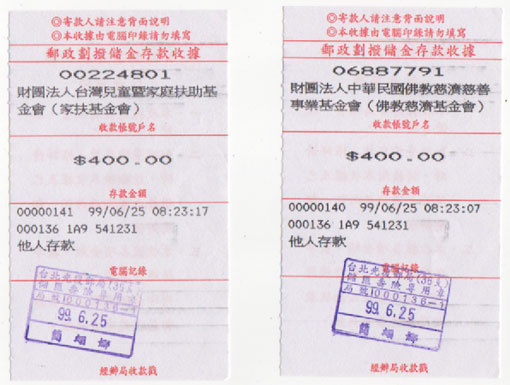 ◎寄款人請注意背面說明
◎本收據由電腦印錄請勿填寫
郵政劃撥儲金存款收據
00224801
財團法人台灣兒童暨家庭扶助基
金會（家扶基金會）
收款帳號戶名
$400.00
存款金額
00000141 99/06/25 08:23:17
000136 1A9 541231
他人存款
電腦記錄
99.6.25
經辦局收款戳
◎寄款人請注意背面說明
◎本收據由電腦印錄請勿填寫
郵政劃撥儲金存款收據
06887791
財團法人中華民國佛教慈濟慈善
事業基金會（佛教慈濟基金會）
收款帳號戶名
$400.00
存款金額
00000140 99/06/25 08:23:07
000136 1A9 541231
他人存款
電腦記錄
99.6.25
經辦局收款戳